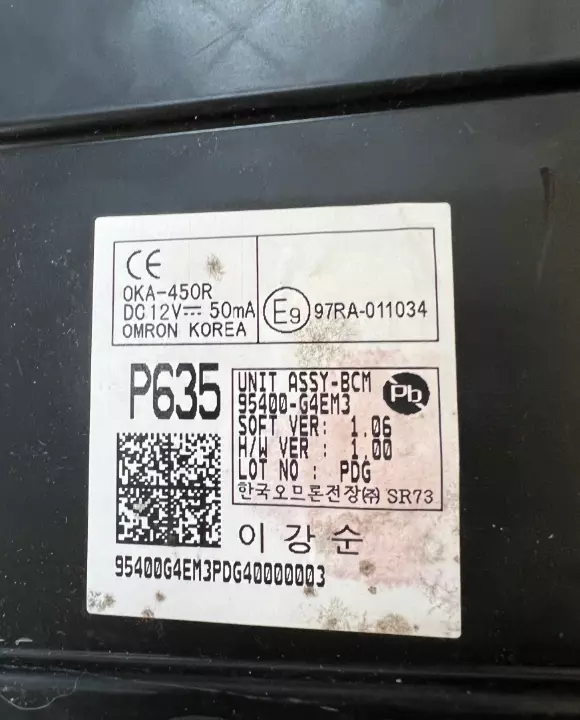 CE
OKA-450R
DC 12V⎓ 50mA
OMRON KOREA
E9 97RA-011034
P635
UNIT ASSY-BCM
95400-G4EM3
SOFT VER: 1.06
H/W VER : 1.00
LOT NO : PDG
한국오므론전장㈜ SR73
Pb
이강순
95400G4EM3PDG40000003